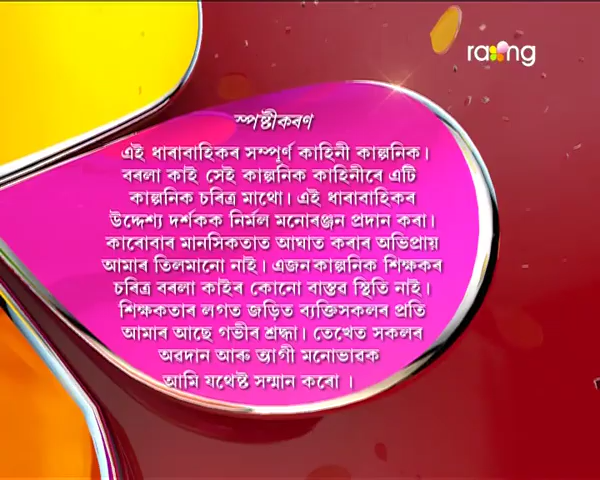 rang
স্পষ্টীকৰণ
এই ধাৰাবাহিকৰ সম্পূৰ্ণ কাহিনী কাল্পনিক।
বৰলা কাই সেই কাল্পনিক কাহিনীৰে এটি
কাল্পনিক চৰিত্ৰ মাথো। এই ধাৰাবাহিকৰ
উদ্দেশ্য দৰ্শকক নিৰ্মল মনোৰঞ্জন প্ৰদান কৰা।
কাৰোবাৰ মানসিকতাত আঘাত কৰাৰ অভিপ্ৰায়
আমাৰ তিলমানো নাই। এজন কাল্পনিক শিক্ষকৰ
চৰিত্ৰ বৰলা কাইৰ কোনো বাস্তৱ স্থিতি নাই।
শিক্ষকতাৰ লগত জড়িত ব্যক্তিসকলৰ প্ৰতি
আমাৰ আছে গভীৰ শ্ৰদ্ধা। তেখেত সকলৰ
অৱদান আৰু ত্যাগী মনোভাৱক
আমি যথেষ্ট সন্মান কৰো ।